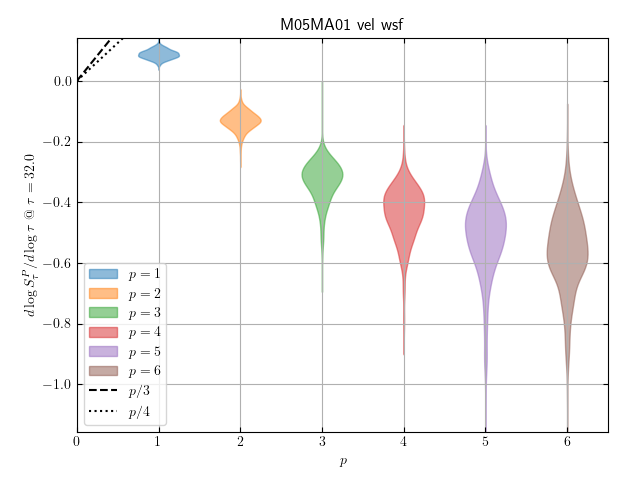 M05MA01 vel wsf
d log S_τ^P / d log τ @ τ = 32.0
0.0
−0.2
−0.4
−0.6
−0.8
−1.0
p = 1
p = 2
p = 3
p = 4
p = 5
p = 6
p/3
p/4
0 1 2 3 4 5 6
p